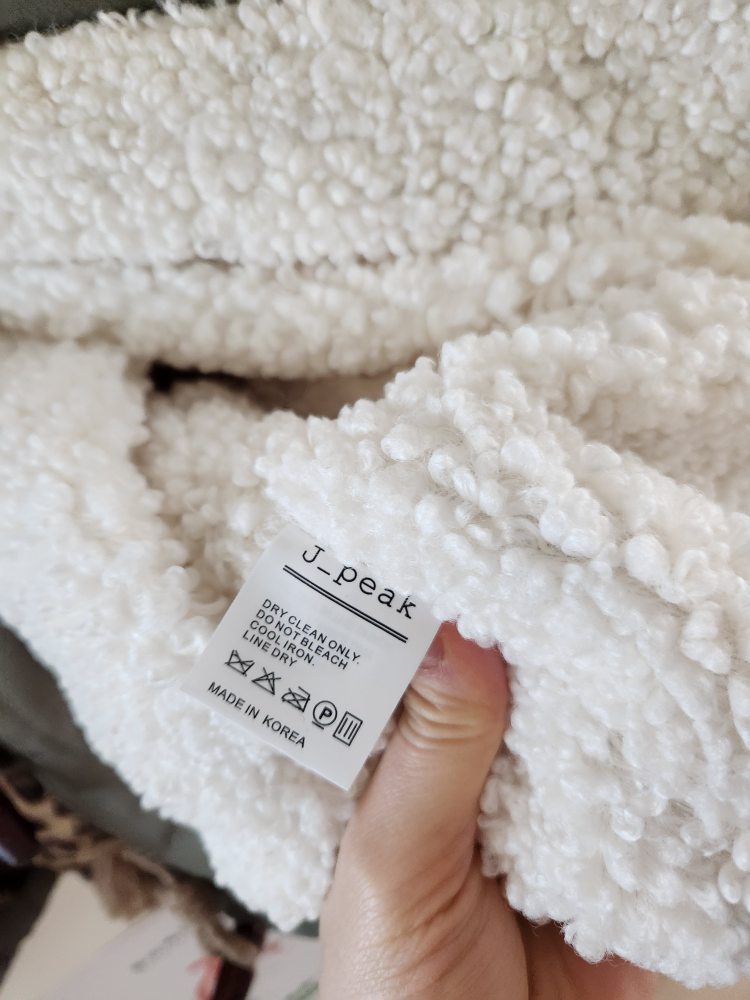 J_peak
DRY CLEAN ONLY.
DO NOT BLEACH
COOL IRON.
LINE DRY
P
MADE IN KOREA